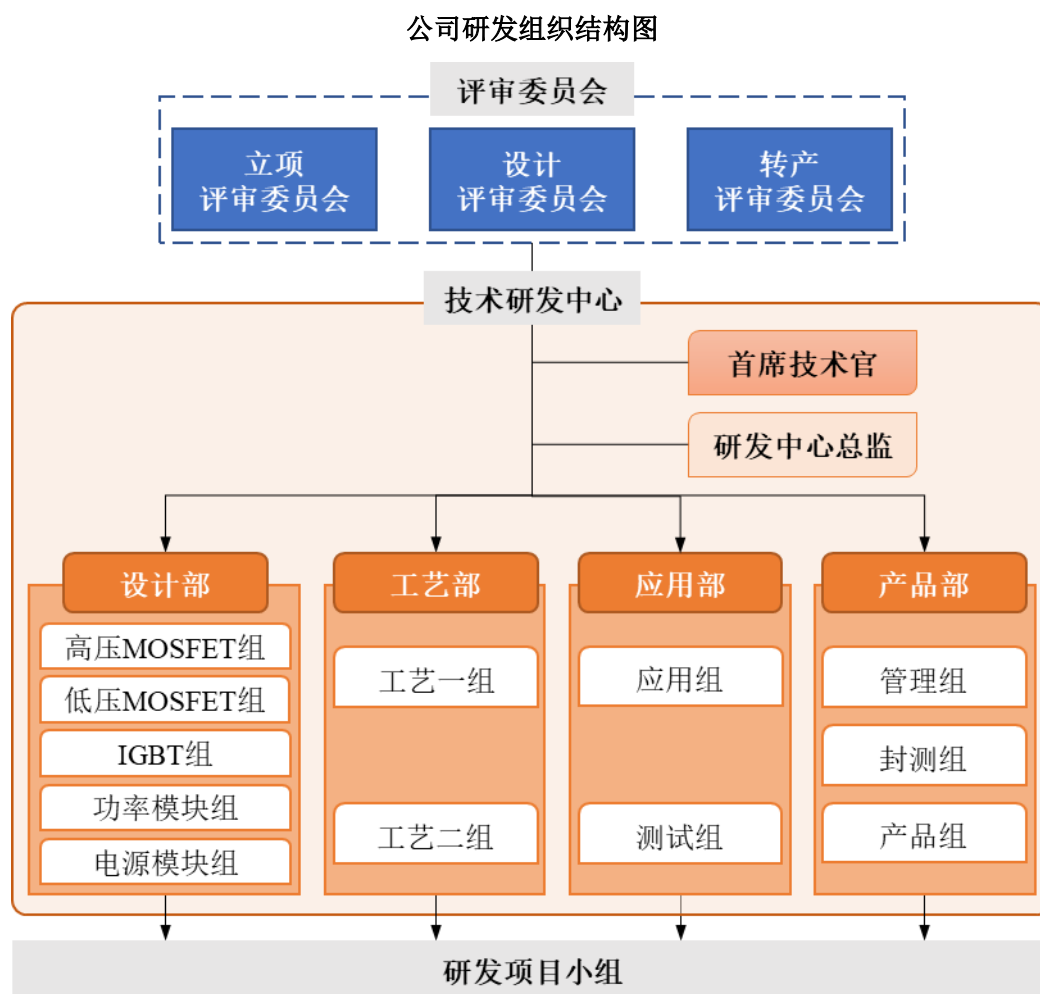 公司研发组织结构图
评审委员会
立项
评审委员会
设计
评审委员会
转产
评审委员会
技术研发中心
首席技术官
研发中心总监
设计部
高压MOSFET组
低压MOSFET组
IGBT组
功率模块组
电源模块组
工艺部
工艺一组
工艺二组
应用部
应用组
测试组
产品部
管理组
封测组
产品组
研发项目小组